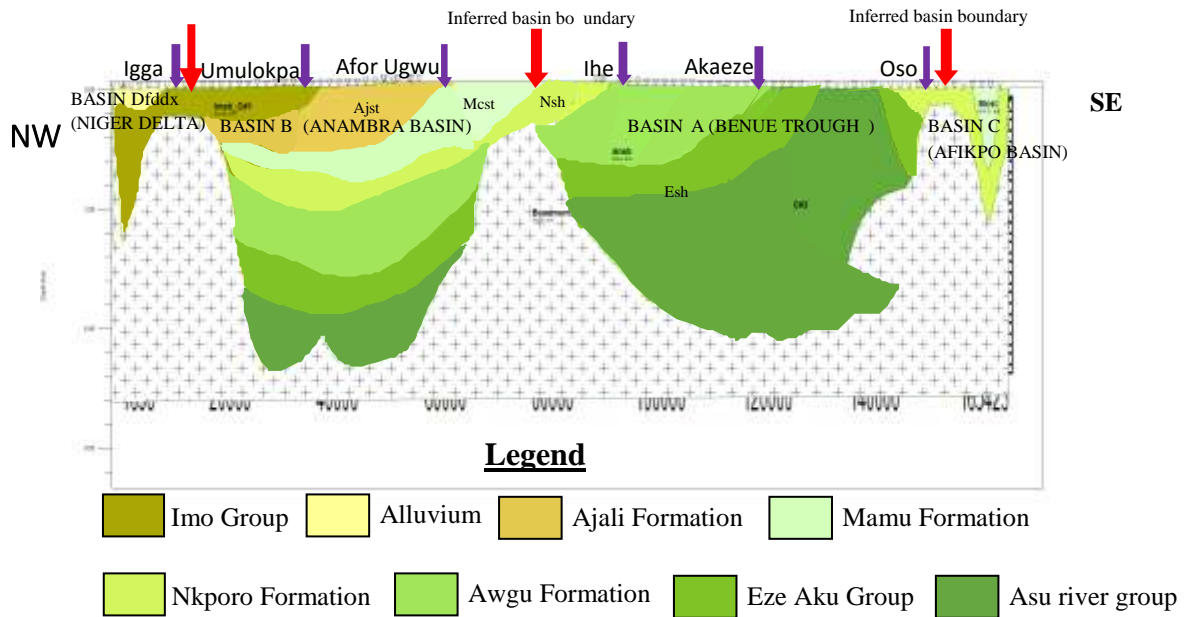 Inferred basin bo undary
Inferred basin boundary
Igga
Umulokpa
Afor Ugwu
Ihe
Akaeze
Oso
NW
SE
BASIN Dfddx
(NIGER DELTA)
BASIN B (ANAMBRA BASIN)
Ajst
Mcst
Nsh
BASIN A (BENUE TROUGH )
Esh
BASIN C
(AFIKPO BASIN)
20000
40000
60000
80000
100000
120000
140000
Legend
Imo Group
Alluvium
Ajali Formation
Mamu Formation
Nkporo Formation
Awgu Formation
Eze Aku Group
Asu river group